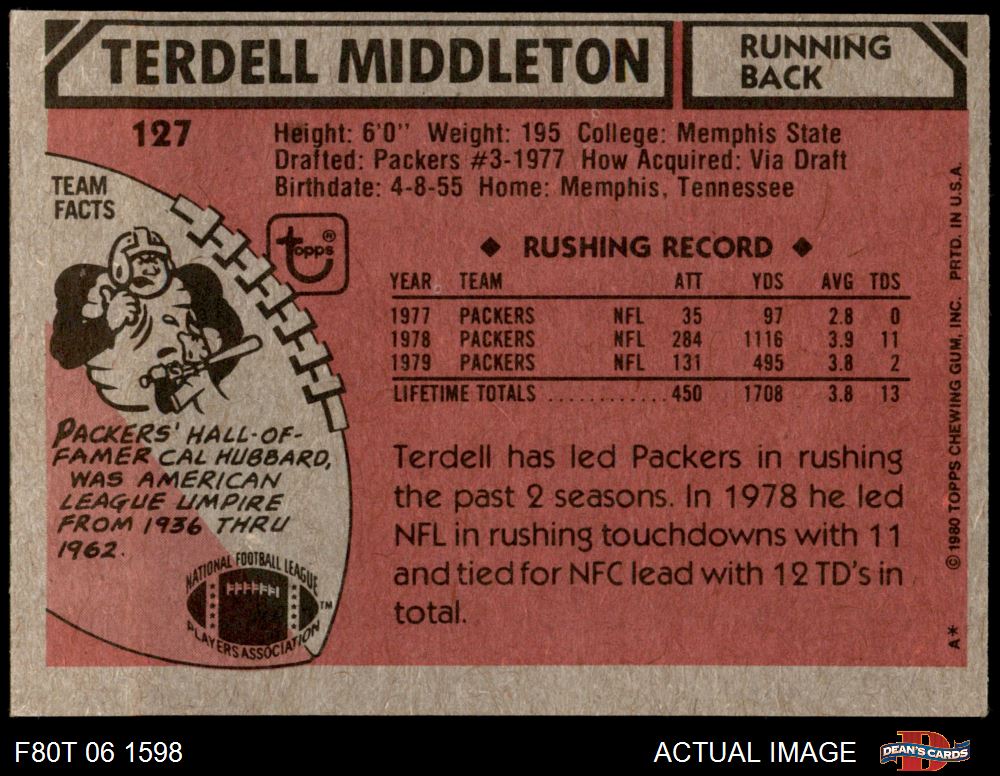 TERDELL MIDDLETON
RUNNING
BACK
127
Height: 6'0" Weight: 195 College: Memphis State
Drafted: Packers #3-1977 How Acquired: Via Draft
Birthdate: 4-8-55 Home: Memphis, Tennessee
TEAM
FACTS
topps®
PACKERS' HALL-OF-
FAMER CAL HUBBARD,
WAS AMERICAN
LEAGUE UMPIRE
FROM 1936 THRU
1962.
NATIONAL FOOTBALL LEAGUE
PLAYERS ASSOCIATION
TM
◆ RUSHING RECORD ◆
YEAR TEAM ATT YDS AVG TDS
1977 PACKERS NFL 35 97 2.8 0
1978 PACKERS NFL 284 1116 3.9 11
1979 PACKERS NFL 131 495 3.8 2
LIFETIME TOTALS ............ 450 1708 3.8 13
Terdell has led Packers in rushing
the past 2 seasons. In 1978 he led
NFL in rushing touchdowns with 11
and tied for NFC lead with 12 TD's in
total.
A* © 1980 TOPPS CHEWING GUM, INC. PRTD. IN U.S.A.
F80T 06 1598
ACTUAL IMAGE
DEAN'S CARDS